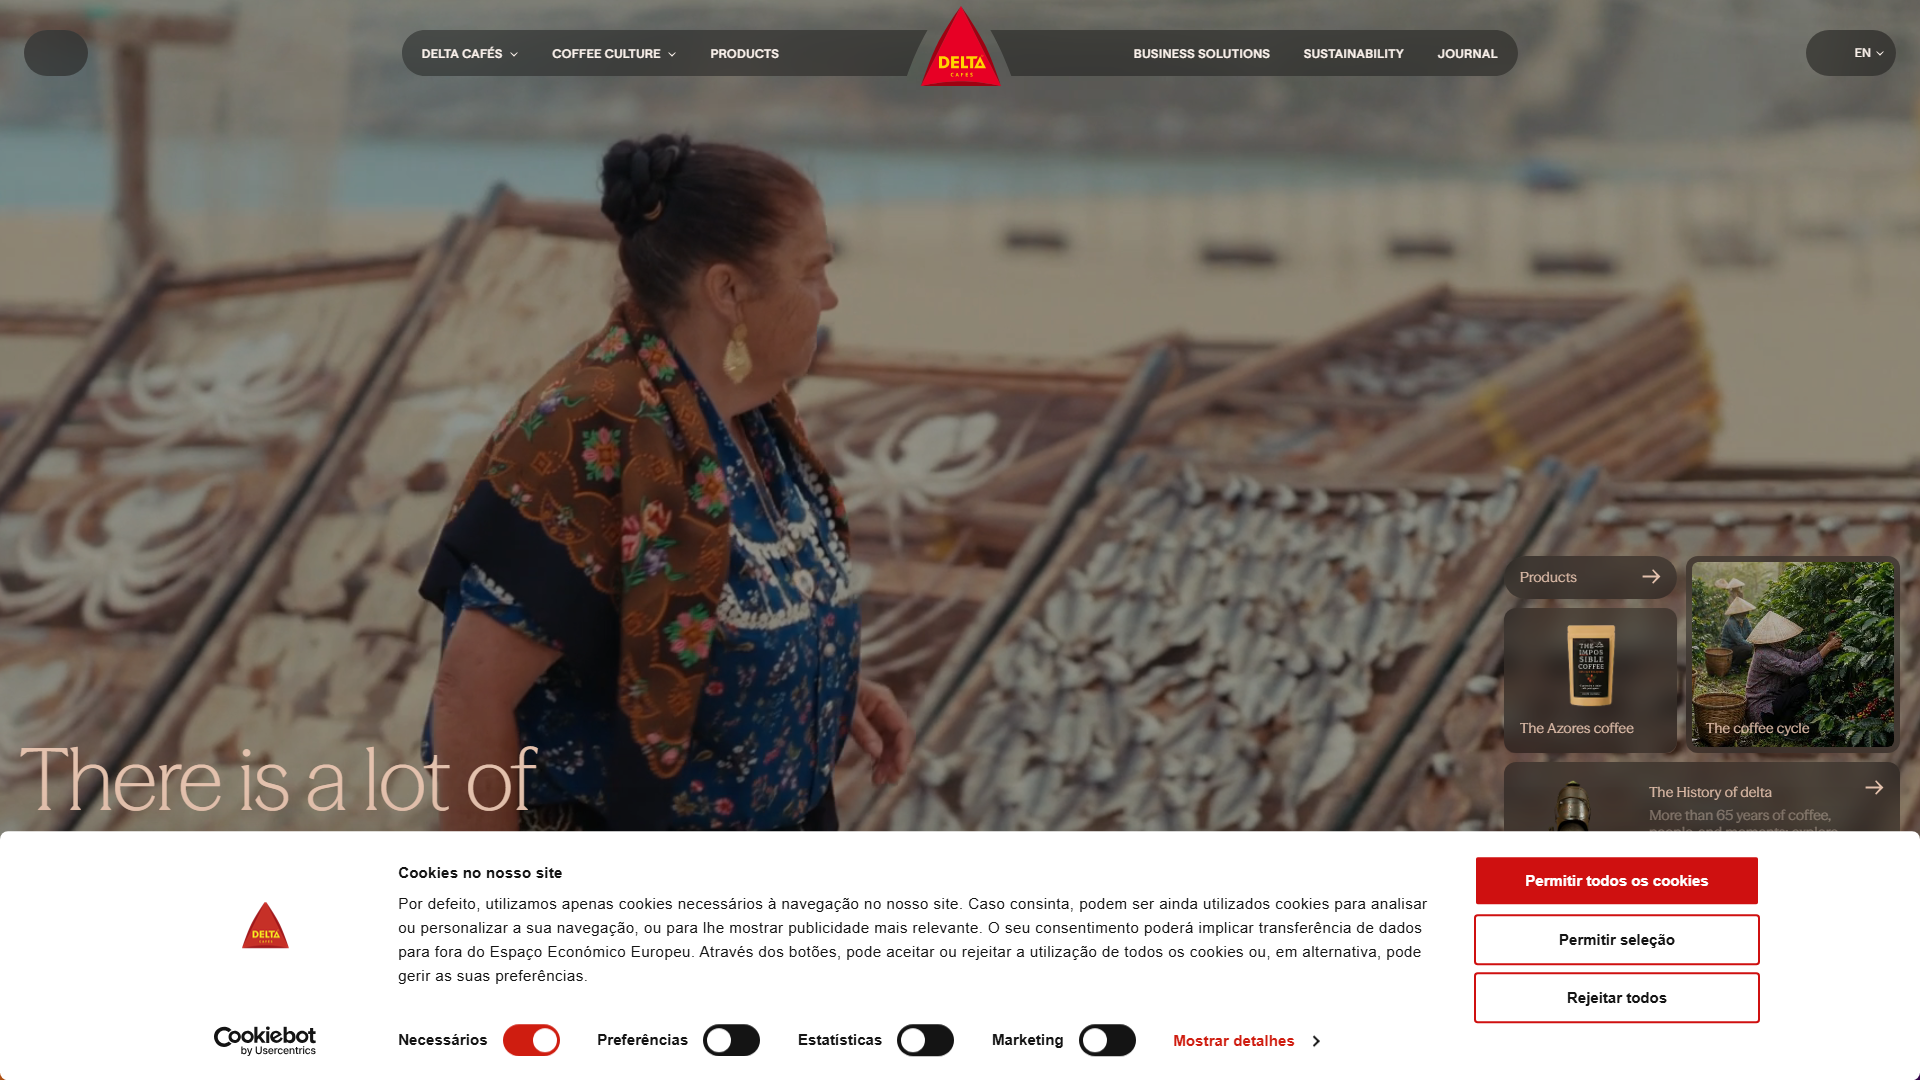 DELTA CAFÉS
COFFEE CULTURE
PRODUCTS
DELTA
CAFÉS
BUSINESS SOLUTIONS
SUSTAINABILITY
JOURNAL
EN
Products
THE
IMPOS
SIBLE
COFFEE
The Azores coffee
The coffee cycle
The History of delta
More than 65 years of coffee,
There is a lot of
Cookies no nosso site
Por defeito, utilizamos apenas cookies necessários à navegação no nosso site. Caso consinta, podem ser ainda utilizados cookies para analisar
ou personalizar a sua navegação, ou para lhe mostrar publicidade mais relevante. O seu consentimento poderá implicar transferência de dados
para fora do Espaço Económico Europeu. Através dos botões, pode aceitar ou rejeitar a utilização de todos os cookies ou, em alternativa, pode
gerir as suas preferências.
DELTA
CAFÉS
Cookiebot
by Usercentrics
Necessários
Preferências
Estatísticas
Marketing
Mostrar detalhes
Permitir todos os cookies
Permitir seleção
Rejeitar todos